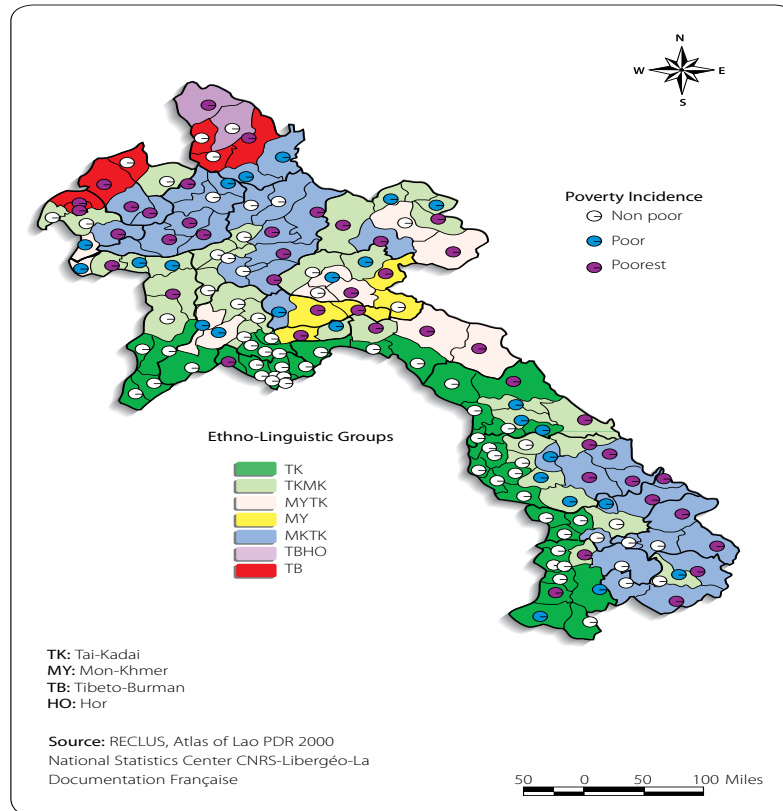 N
W E
S
Poverty Incidence
Non poor
Poor
Poorest
Ethno-Linguistic Groups
TK
TKMK
MYTK
MY
MKTK
TBHO
TB
TK: Tai-Kadai
MY: Mon-Khmer
TB: Tibeto-Burman
HO: Hor
Source: RECLUS, Atlas of Lao PDR 2000
National Statistics Center CNRS-Libergéo-La
Documentation Française
50 0 50 100 Miles